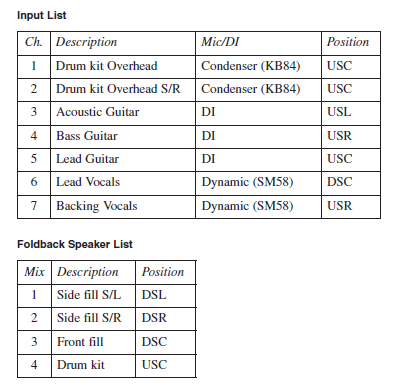 Input List
Ch. Description Mic/DI Position
1 Drum kit Overhead Condenser (KB84) USC
2 Drum kit Overhead S/R Condenser (KB84) USC
3 Acoustic Guitar DI USL
4 Bass Guitar DI USR
5 Lead Guitar DI USC
6 Lead Vocals Dynamic (SM58) DSC
7 Backing Vocals Dynamic (SM58) USR
Foldback Speaker List
Mix Description Position
1 Side fill S/L DSL
2 Side fill S/R DSR
3 Front fill DSC
4 Drum kit USC